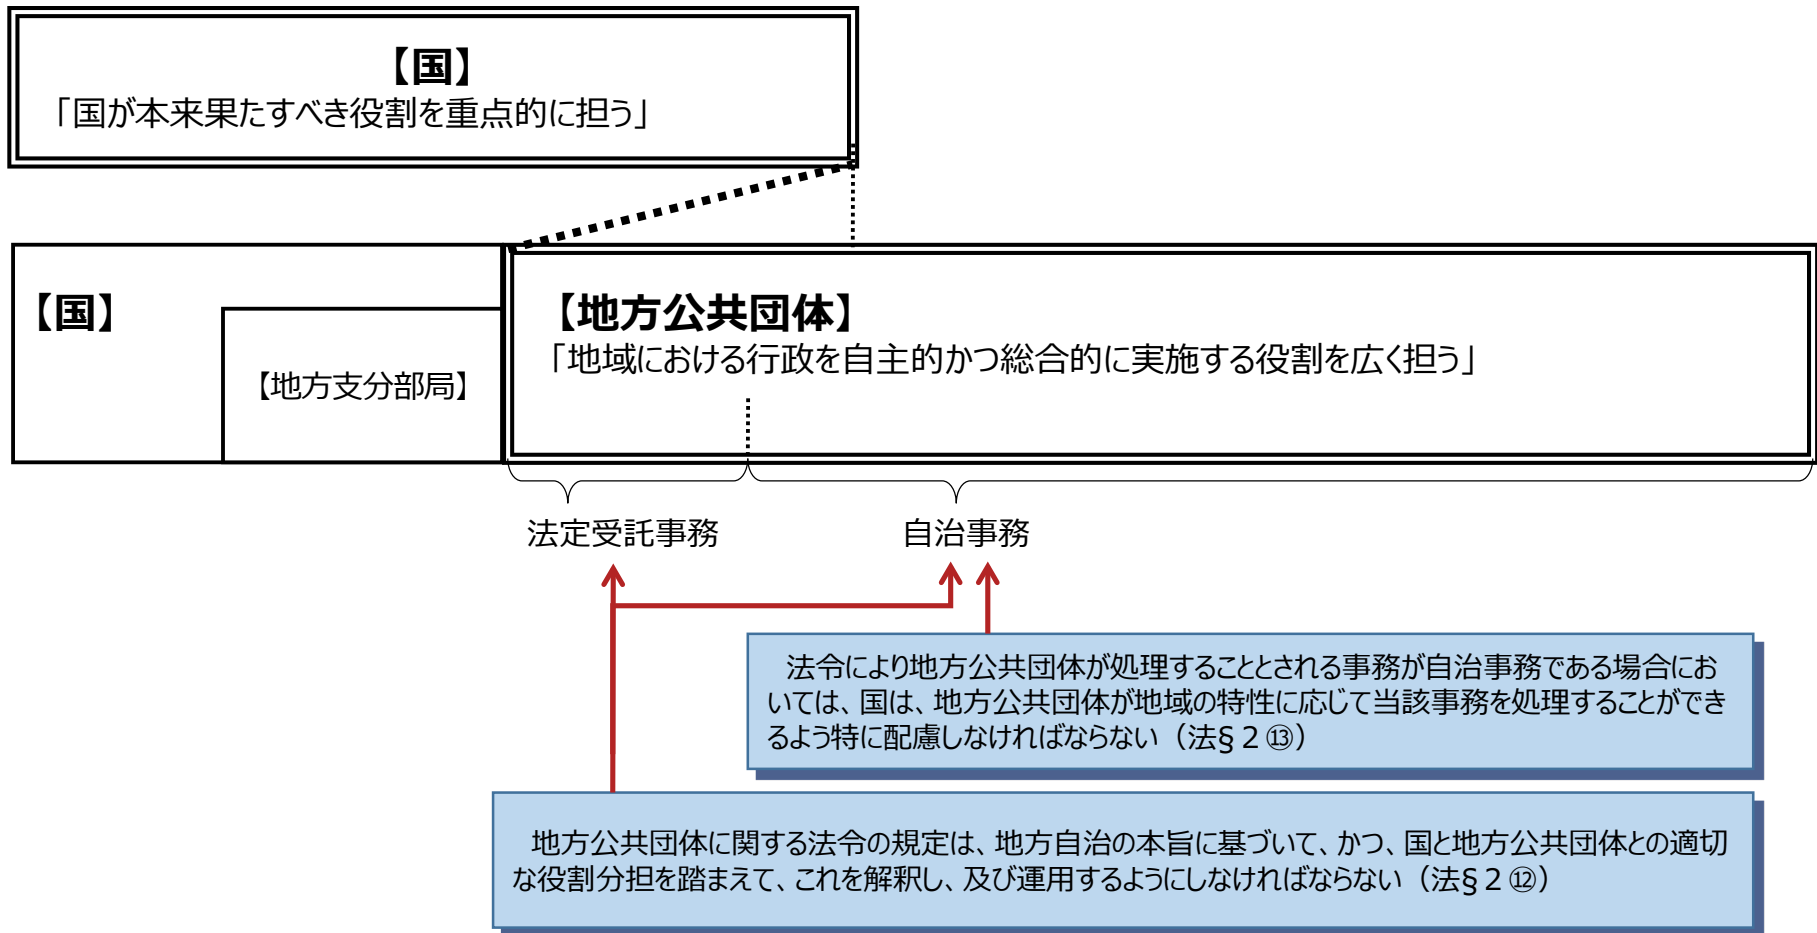 【国】
「国が本来果たすべき役割を重点的に担う」
【国】
【地方支分部局】
【地方公共団体】
「地域における行政を自主的かつ総合的に実施する役割を広く担う」
法定受託事務
自治事務
法令により地方公共団体が処理することとされる事務が自治事務である場合にお
いては、国は、地方公共団体が地域の特性に応じて当該事務を処理することができ
るよう特に配慮しなければならない（法§２⑬）
地方公共団体に関する法令の規定は、地方自治の本旨に基づいて、かつ、国と地方公共団体との適切
な役割分担を踏まえて、これを解釈し、及び運用するようにしなければならない（法§２⑫）